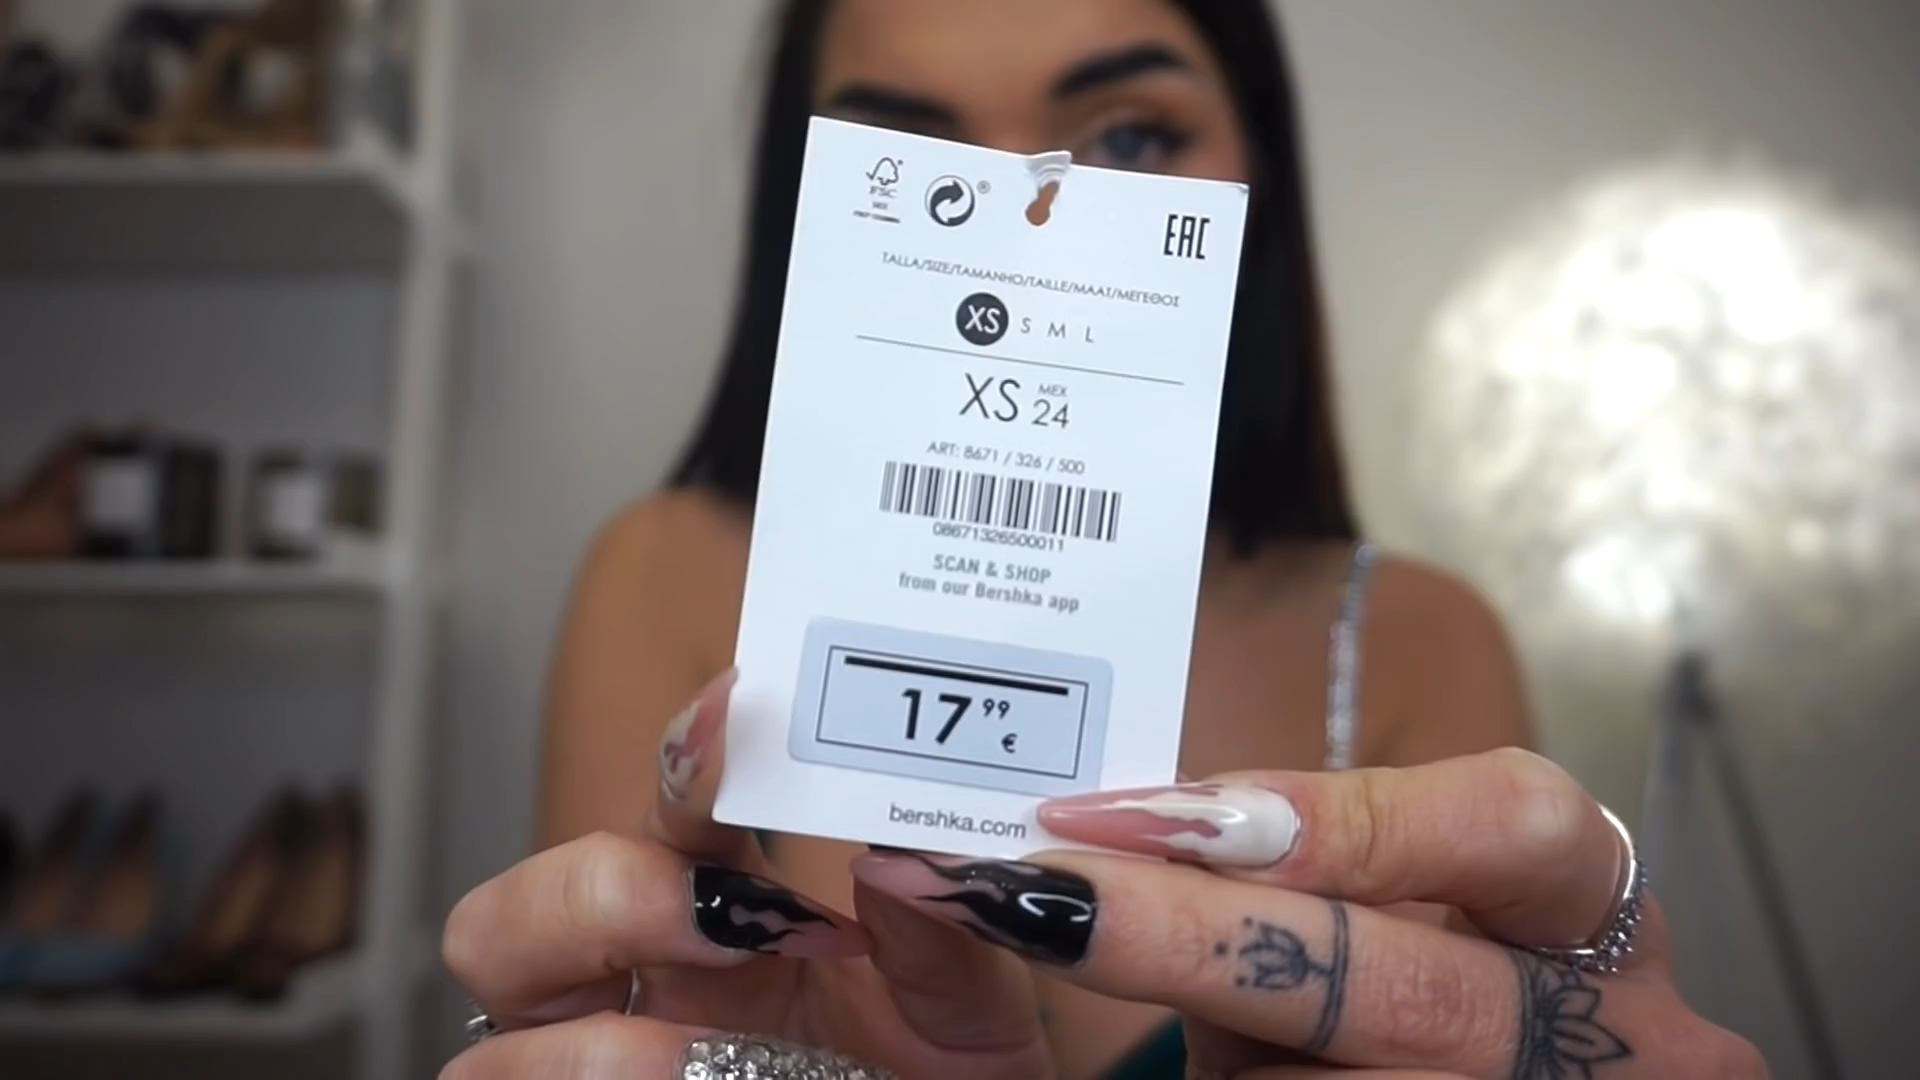 FSC
EAC
TALLA/SIZE/TAMANHO/TAILLE/MAAT/ΜΕΓΕΘΟΣ
XS S M L
XS MEX 24
ART: 8671 / 326 / 500
08671326500011
SCAN & SHOP
from our Bershka app
17 99 €
bershka.com